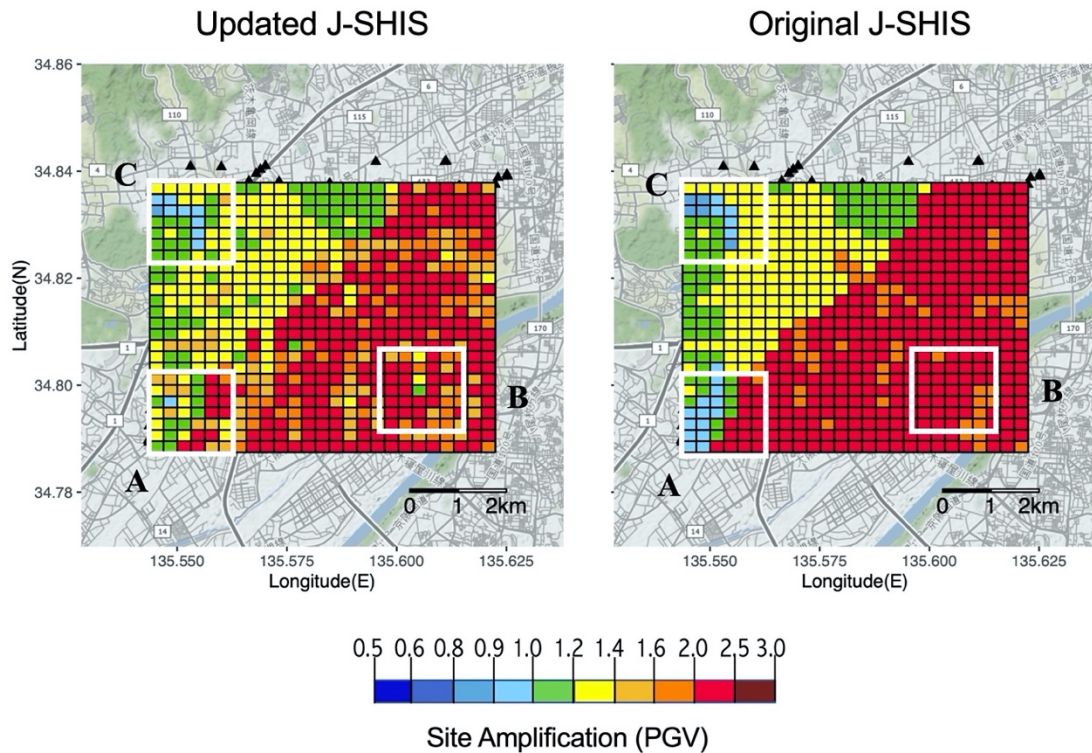 Updated J-SHIS
Original J-SHIS
34.86
34.84
34.82
34.80
34.78
Latitude(N)
C
B
A
6
115
110
4
1
1
14
170
0 1 2km
135.550 135.575 135.600 135.625
Longitude(E)
C
B
A
6
115
110
4
1
1
14
170
0 1 2km
135.550 135.575 135.600 135.625
Longitude(E)
0.5 0.6 0.8 0.9 1.0 1.2 1.4 1.6 2.0 2.5 3.0
Site Amplification (PGV)